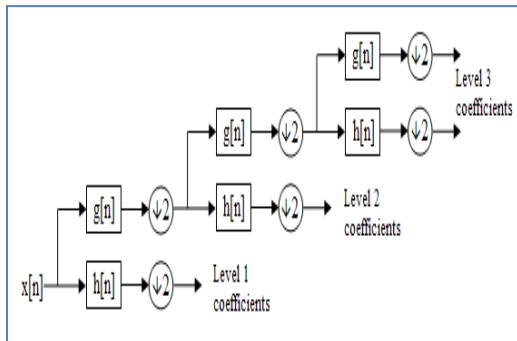 g[n] ↓2
Level 3
coefficients
g[n] ↓2 h[n] ↓2
g[n] ↓2 h[n] ↓2 Level 2
coefficients
x[n] h[n] ↓2 Level 1
coefficients